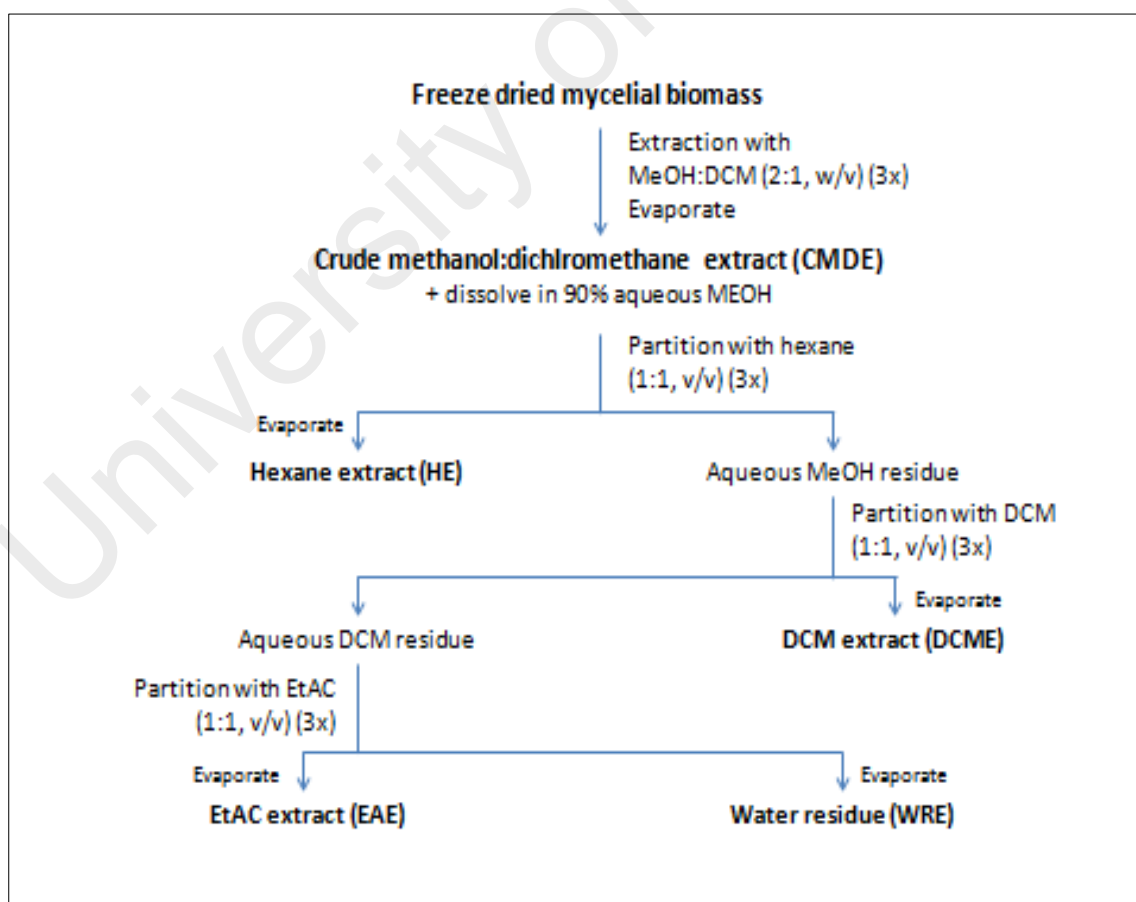 Freeze dried mycelial biomass
Extraction with
MeOH:DCM (2:1, w/v) (3x)
Evaporate
Crude methanol:dichlromethane extract (CMDE)
+ dissolve in 90% aqueous MEOH
Partition with hexane
(1:1, v/v) (3x)
Evaporate
Hexane extract (HE)
Aqueous MeOH residue
Partition with DCM
(1:1, v/v) (3x)
Evaporate
Aqueous DCM residue
DCM extract (DCME)
Partition with EtAC
(1:1, v/v) (3x)
Evaporate
Evaporate
EtAC extract (EAE)
Water residue (WRE)
University o